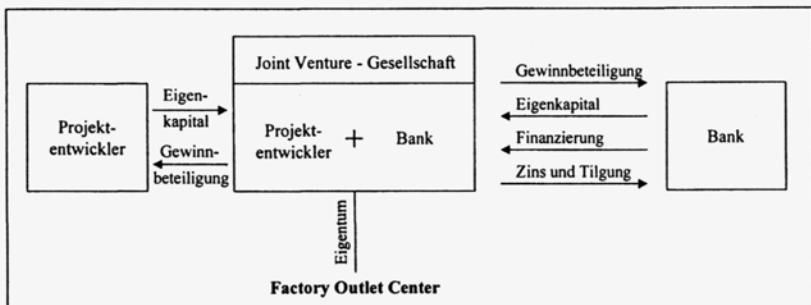 Joint Venture - Gesellschaft
Projekt-
entwickler
Eigen-
kapital
Gewinn-
beteiligung
Projekt-
entwickler
+
Bank
Gewinnbeteiligung
Eigenkapital
Finanzierung
Zins und Tilgung
Bank
Eigentum
Factory Outlet Center